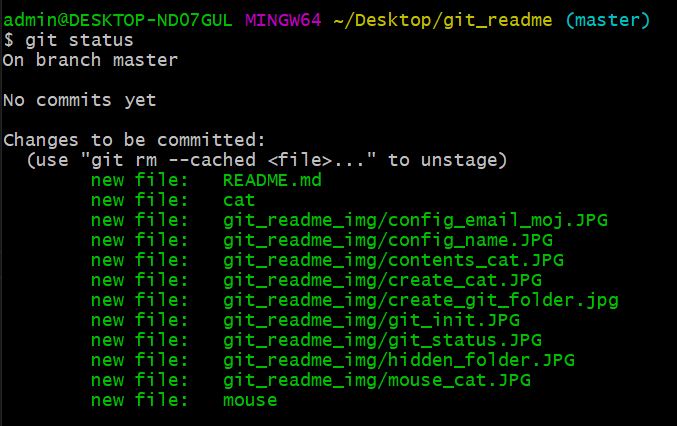 admin@DESKTOP-NDO7GUL MINGW64 ~/Desktop/git_readme (master)
$ git status
On branch master

No commits yet

Changes to be committed:
  (use "git rm --cached <file>..." to unstage)
        new file:   README.md
        new file:   cat
        new file:   git_readme_img/config_email_moj.JPG
        new file:   git_readme_img/config_name.JPG
        new file:   git_readme_img/contents_cat.JPG
        new file:   git_readme_img/create_cat.JPG
        new file:   git_readme_img/create_git_folder.jpg
        new file:   git_readme_img/git_init.JPG
        new file:   git_readme_img/git_status.JPG
        new file:   git_readme_img/hidden_folder.JPG
        new file:   git_readme_img/mouse_cat.JPG
        new file:   mouse